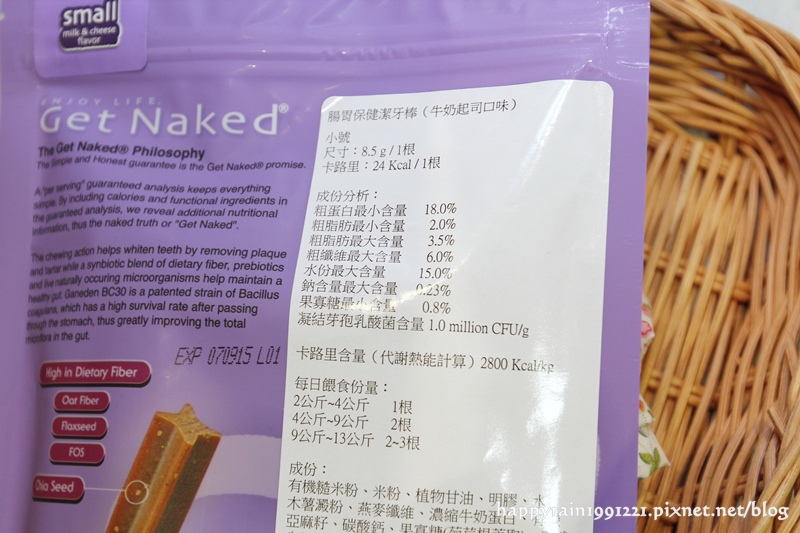 small
milk & cheese
flavor
ENJOY LIFE.
Get Naked®
The Get Naked® Philosophy
The Simple and Honest guarantee is the Get Naked® promise.
A "per serving" guaranteed analysis keeps everything
simple. By including calories and functional ingredients in
the guaranteed analysis, we reveal additional nutritional
information, thus the naked truth or "Get Naked".
The chewing action helps whiten teeth by removing plaque
and tartar while a synbiotic blend of dietary fiber, prebiotics
and live naturally occuring microorganisms help maintain a
healthy gut. Ganeden BC30 is a patented strain of Bacillus
coagulans, which has a high survival rate after passing
through the stomach, thus greatly improving the total
microflora in the gut.
EXP 070915 L01
High in Dietary Fiber
Oat Fiber
Flaxseed
FOS
Chia Seed
腸胃保健潔牙棒（牛奶起司口味）
小號
尺寸：8.5 g / 1根
卡路里：24 Kcal / 1根
成份分析：
粗蛋白最小含量 18.0%
粗脂肪最小含量 2.0%
粗脂肪最大含量 3.5%
粗纖維最大含量 6.0%
水份最大含量 15.0%
鈉含量最大含量 0.23%
果寡糖最小含量 0.8%
凝結芽孢乳酸菌含量 1.0 million CFU/g
卡路里含量（代謝熱能計算）2800 Kcal/kg
每日餵食份量：
2公斤~4公斤 1根
4公斤~9公斤 2根
9公斤~13公斤 2~3根
成份：
有機糙米粉、米粉、植物甘油、明膠、水、
木薯澱粉、燕麥纖維、濃縮牛奶蛋白、
亞麻籽、碳酸鈣、果寡糖
happyrain1991221.pixnet.net/blog